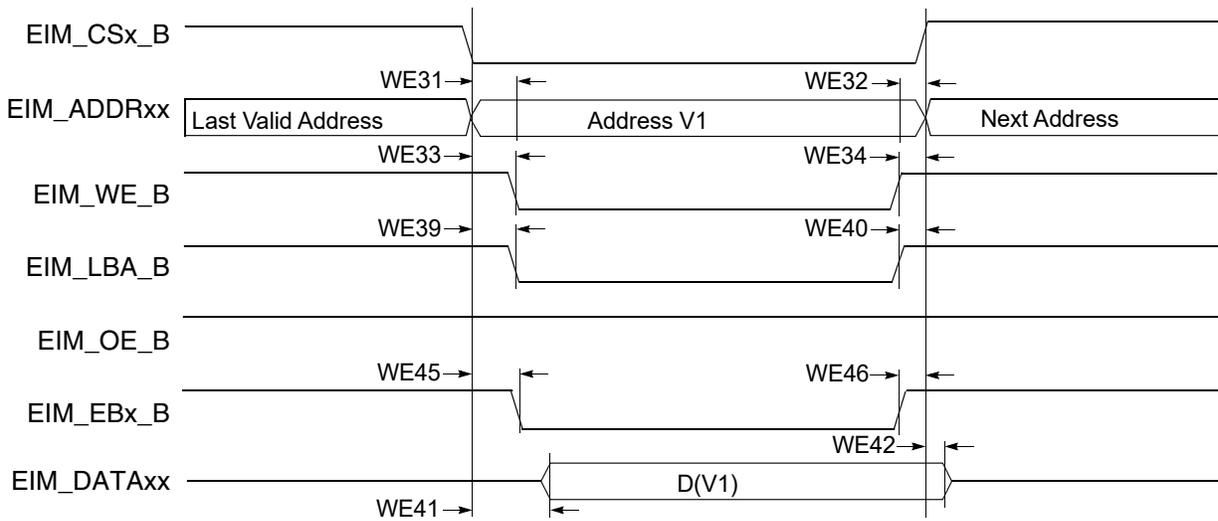 EIM_CSx_B
WE31 WE32
EIM_ADDRxx
Last Valid Address Address V1 Next Address
WE33 WE34
EIM_WE_B
WE39 WE40
EIM_LBA_B
EIM_OE_B
WE45 WE46
EIM_EBx_B
WE42
EIM_DATAxx D(V1)
WE41